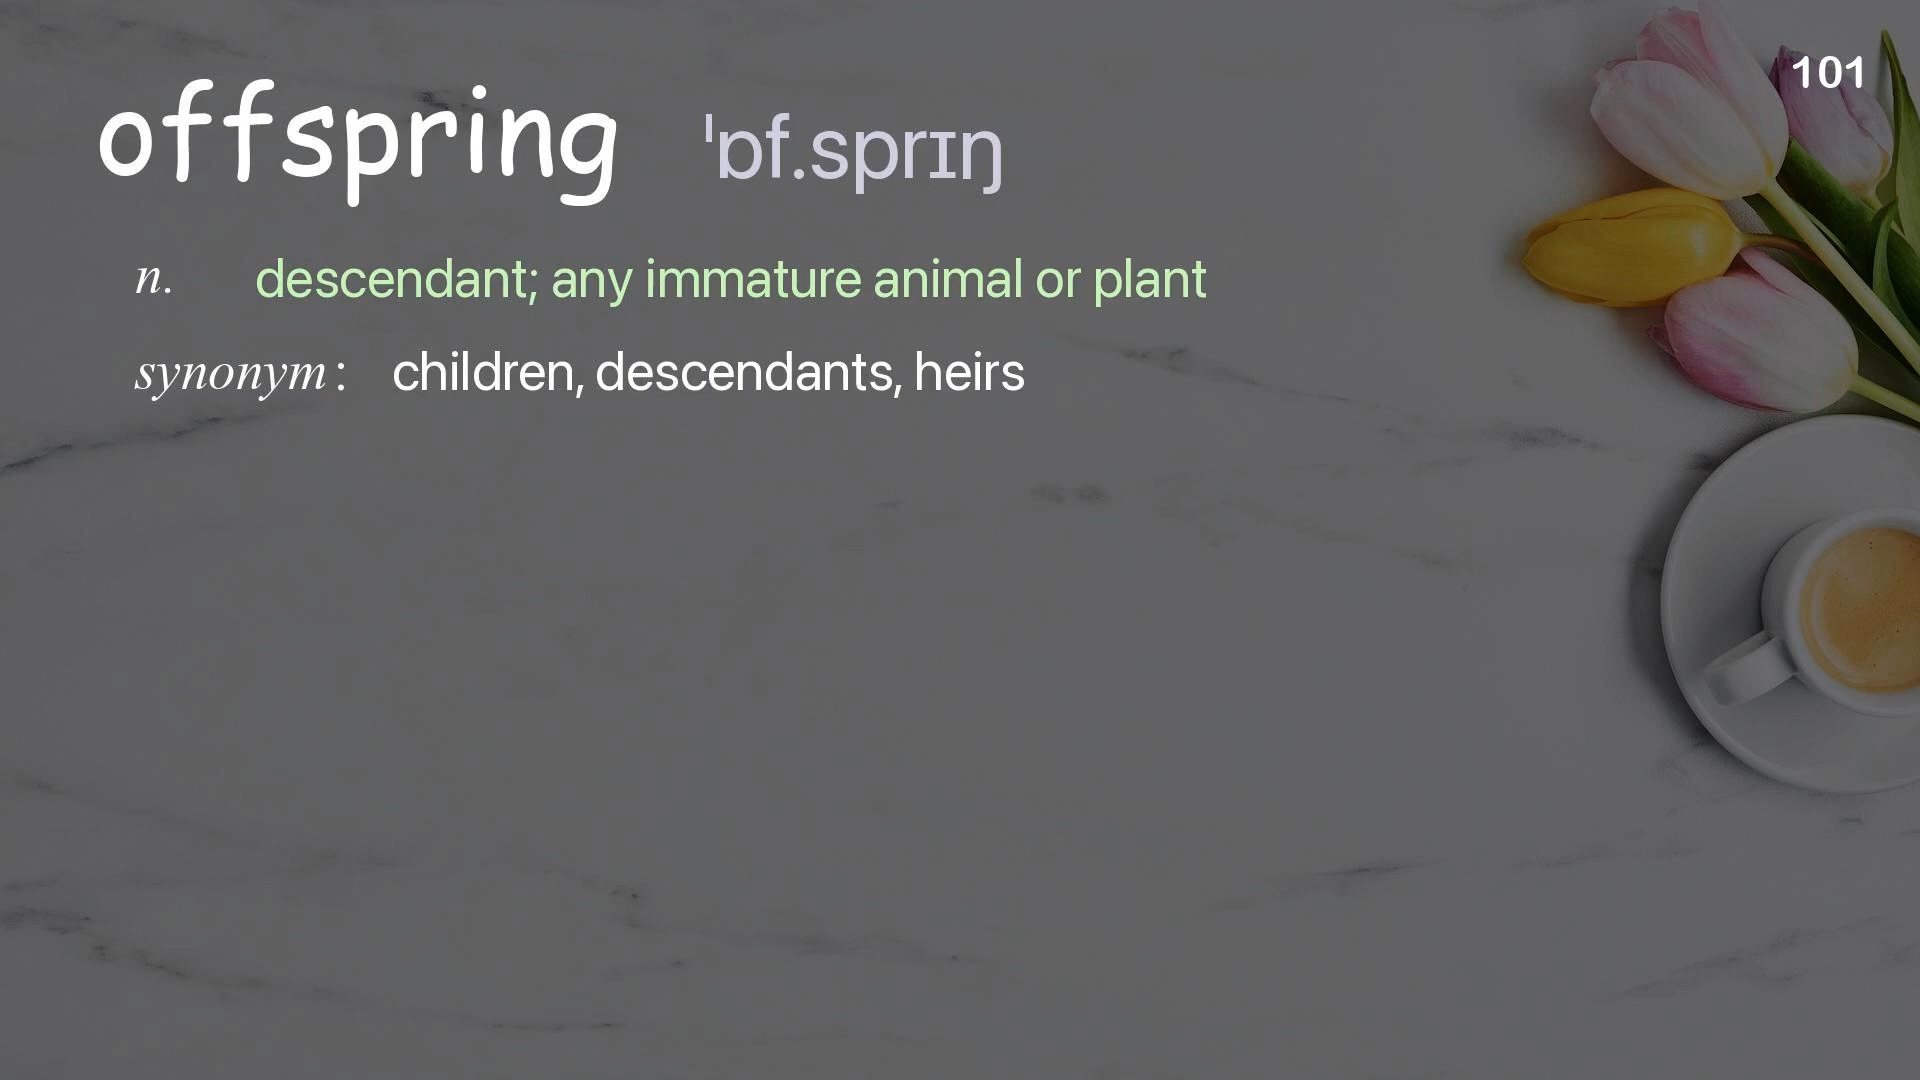 101
offspring ˈɒf.sprɪŋ
n. descendant; any immature animal or plant
synonym: children, descendants, heirs